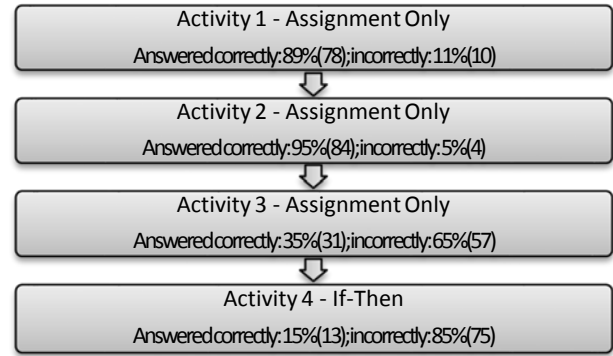 Activity 1 - Assignment Only
Answered correctly: 89% (78); incorrectly: 11% (10)
Activity 2 - Assignment Only
Answered correctly: 95% (84); incorrectly: 5% (4)
Activity 3 - Assignment Only
Answered correctly: 35% (31); incorrectly: 65% (57)
Activity 4 - If-Then
Answered correctly: 15% (13); incorrectly: 85% (75)